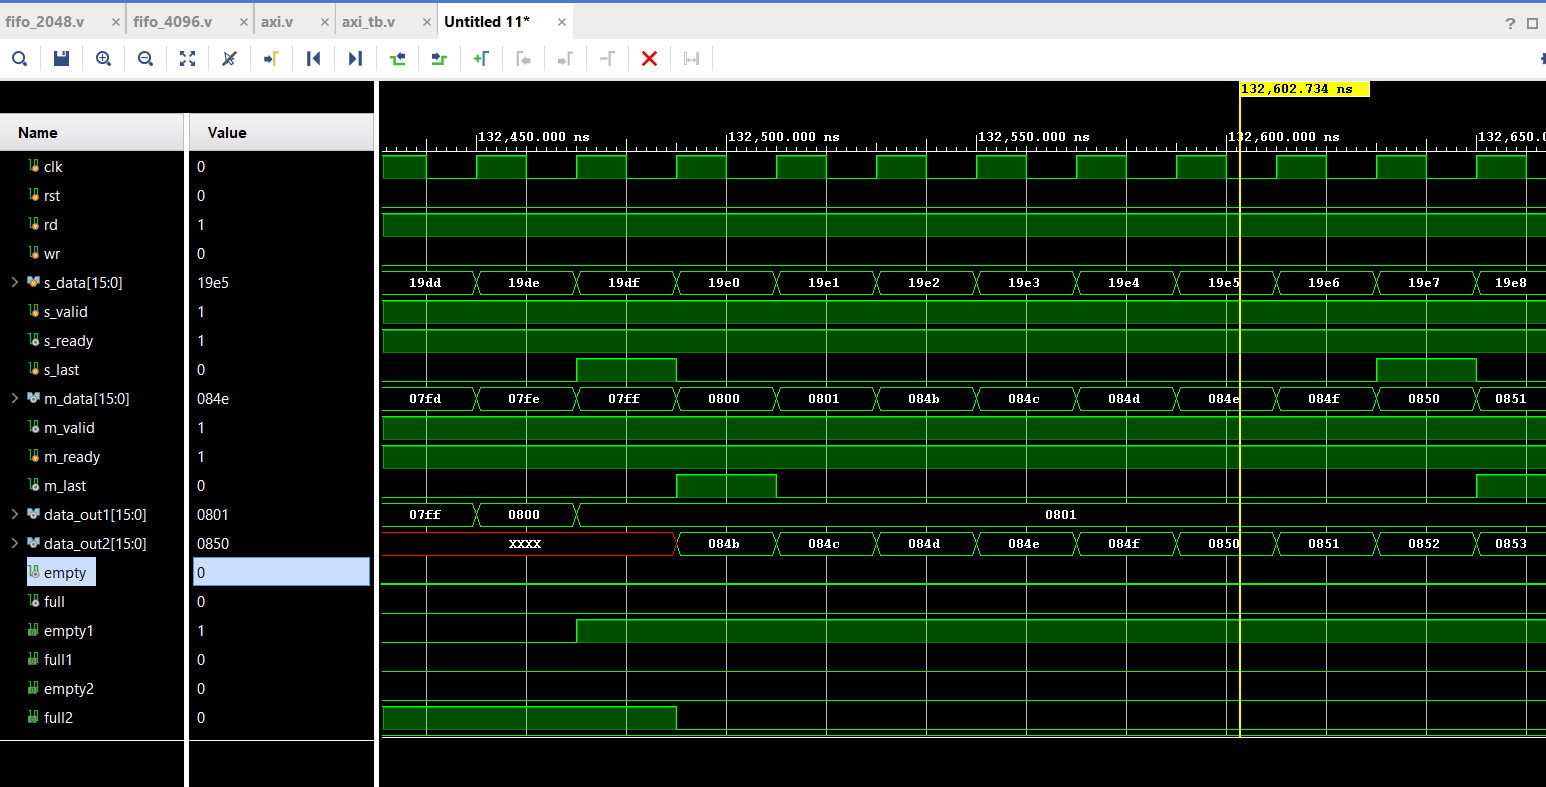 fifo_2048.v × fifo_4096.v × axi.v × axi_tb.v × Untitled 11* ×
?
132,602.734 ns
Name Value
132,450.000 ns 132,500.000 ns 132,550.000 ns 132,600.000 ns 132,650.0
clk 0
rst 0
rd 1
wr 0
s_data[15:0] 19e5 19dd 19de 19df 19e0 19e1 19e2 19e3 19e4 19e5 19e6 19e7 19e8
s_valid 1
s_ready 1
s_last 0
m_data[15:0] 084e 07fd 07fe 07ff 0800 0801 084b 084c 084d 084e 084f 0850 0851
m_valid 1
m_ready 1
m_last 0
data_out1[15:0] 0801 07ff 0800 0801
data_out2[15:0] 0850 XXXX 084b 084c 084d 084e 084f 0850 0851 0852 0853
empty 0
full 0
empty1 1
full1 0
empty2 0
full2 0